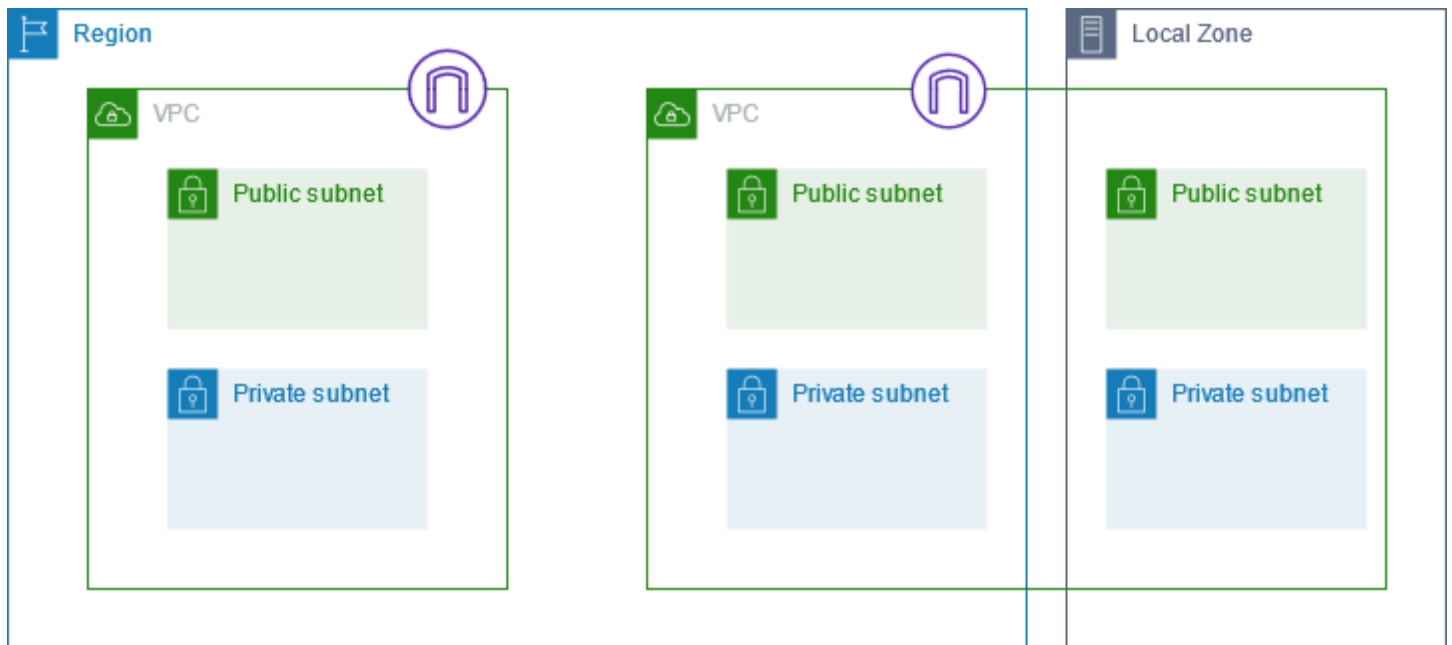 Region
Local Zone
VPC
VPC
Public subnet
Public subnet
Public subnet
Private subnet
Private subnet
Private subnet